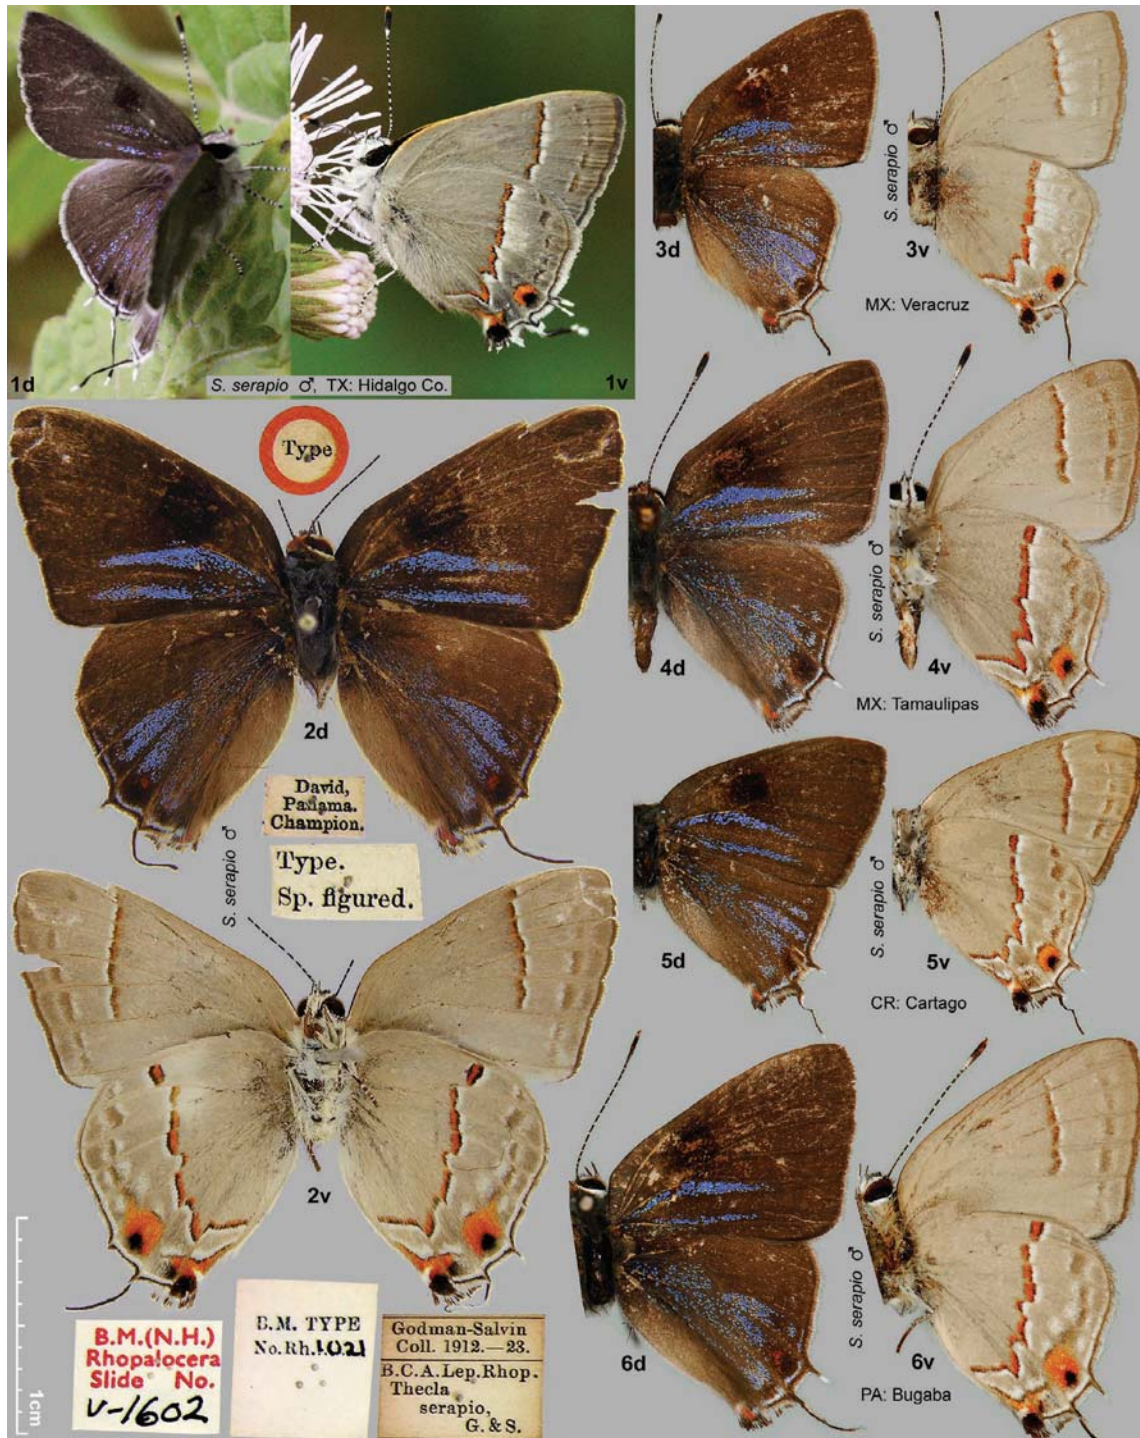 1d
S. serapio ♂, TX: Hidalgo Co.
1v
3d
S. serapio ♂
3v
MX: Veracruz
Type
2d
David,
Panama.
Champion.
Type.
Sp. figured.
4d
S. serapio ♂
4v
MX: Tamaulipas
5d
S. serapio ♂
5v
CR: Cartago
S. serapio ♂
2v
6d
S. serapio ♂
6v
PA: Bugaba
1cm
B.M.(N.H.)
Rhopalocera
Slide No.
V-1602
B.M. TYPE
No.Rh.1021
Godman-Salvin
Coll. 1912.—23.
B.C.A.Lep.Rhop.
Thecla
serapio,
G. & S.